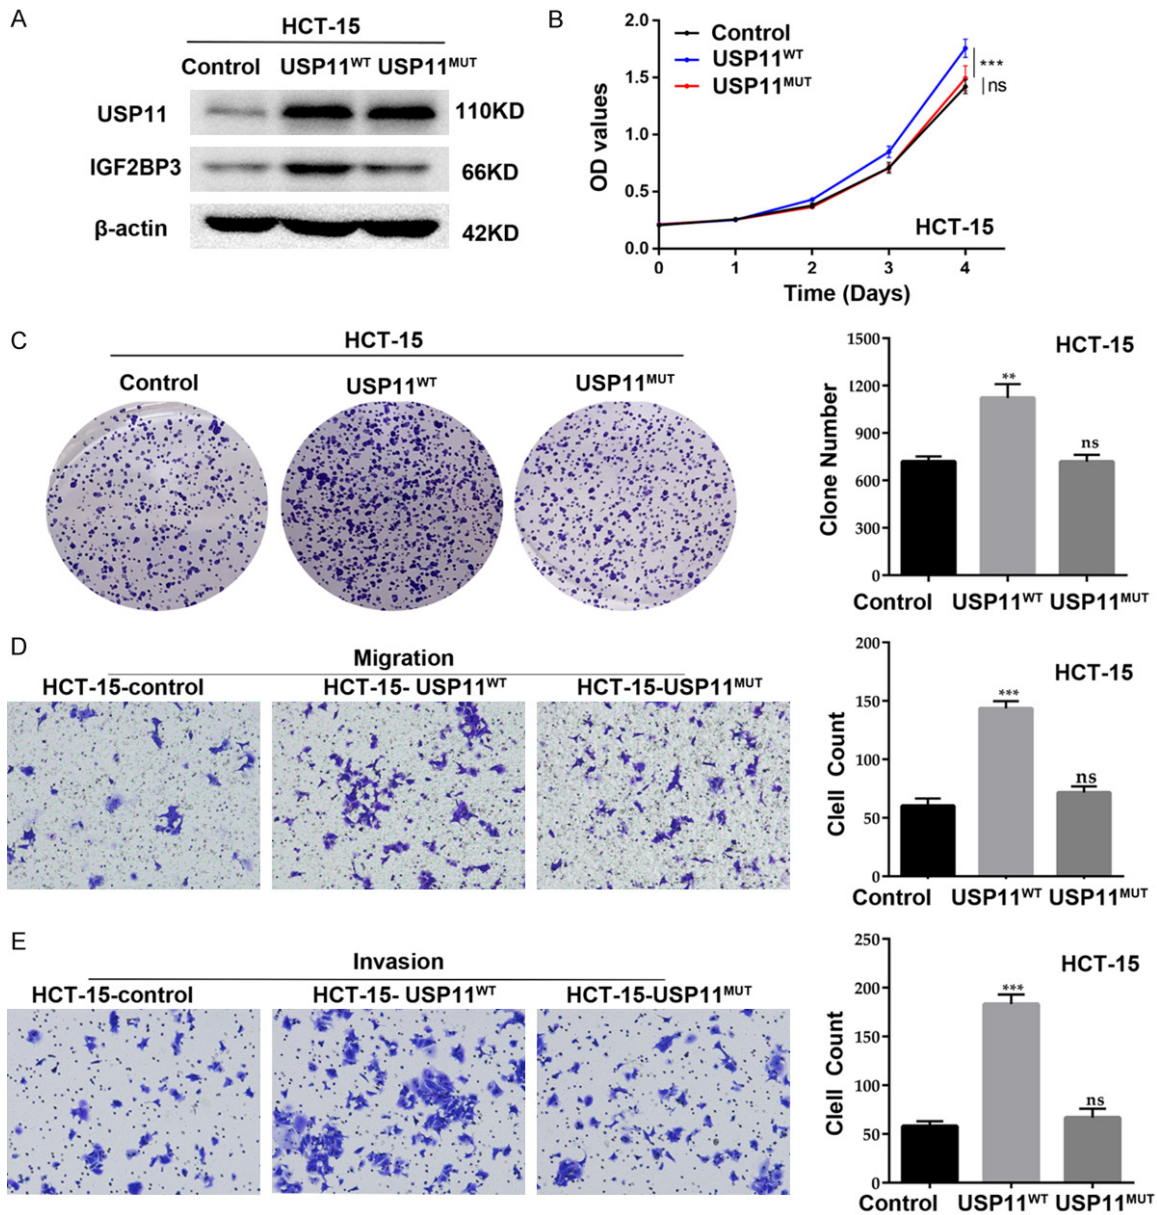 A
HCT-15
Control USP11WT USP11MUT
USP11 110KD
IGF2BP3 66KD
β-actin 42KD
B
Control
USP11WT
USP11MUT
OD values
2.0
1.5
1.0
0.5
0.0
***
ns
HCT-15
0 1 2 3 4
Time (Days)
C
HCT-15
Control USP11WT USP11MUT
HCT-15
Clone Number
1500
1200
900
600
300
0
**
ns
Control USP11WT USP11MUT
D
Migration
HCT-15-control HCT-15- USP11WT HCT-15-USP11MUT
HCT-15
Clell Count
200
150
100
50
0
***
ns
Control USP11WT USP11MUT
E
Invasion
HCT-15-control HCT-15- USP11WT HCT-15-USP11MUT
HCT-15
Clell Count
250
200
150
100
50
0
***
ns
Control USP11WT USP11MUT